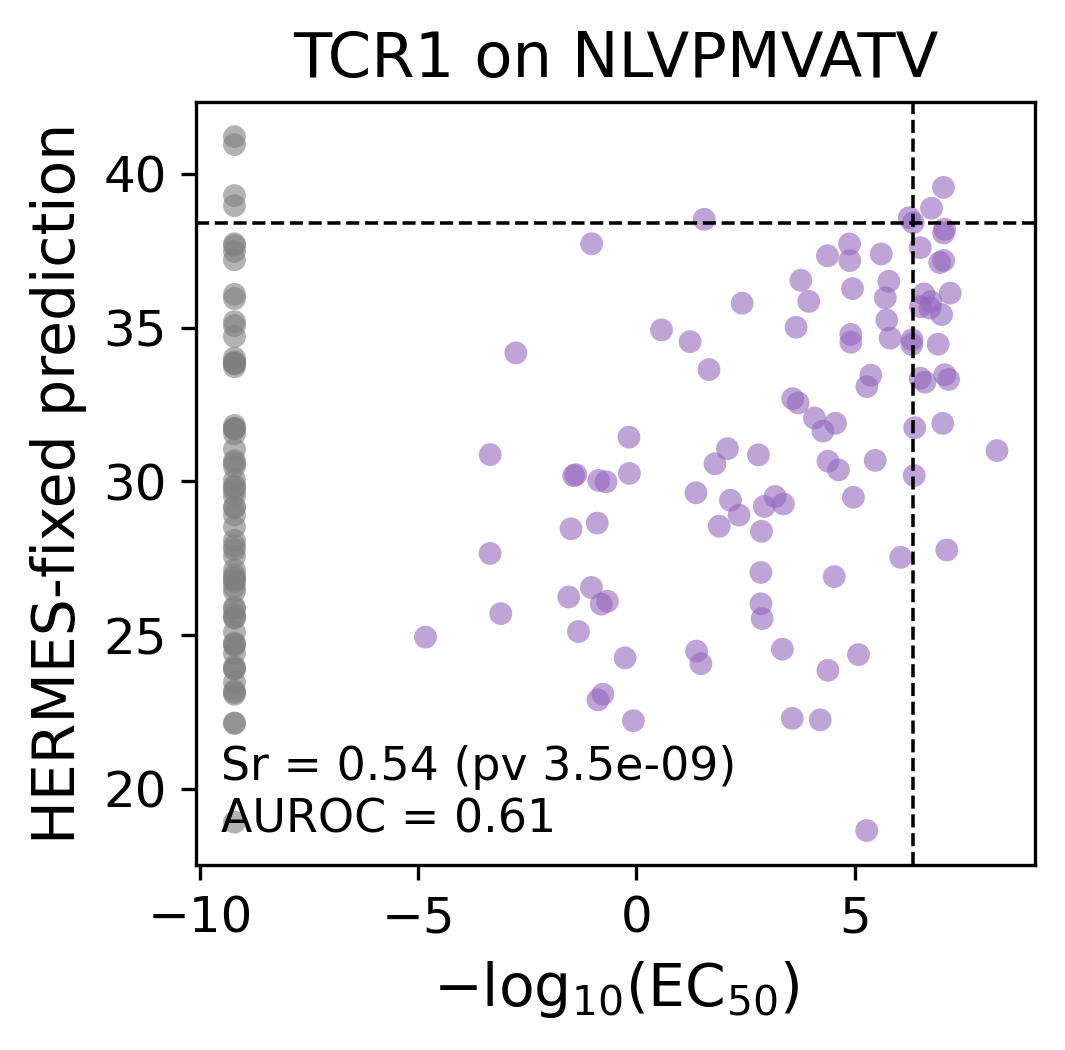 TCR1 on NLVPMVATV
HERMES-fixed prediction
40
35
30
25
20
Sr = 0.54 (pv 3.5e-09)
AUROC = 0.61
−10
−5
0
5
−log₁₀(EC₅₀)